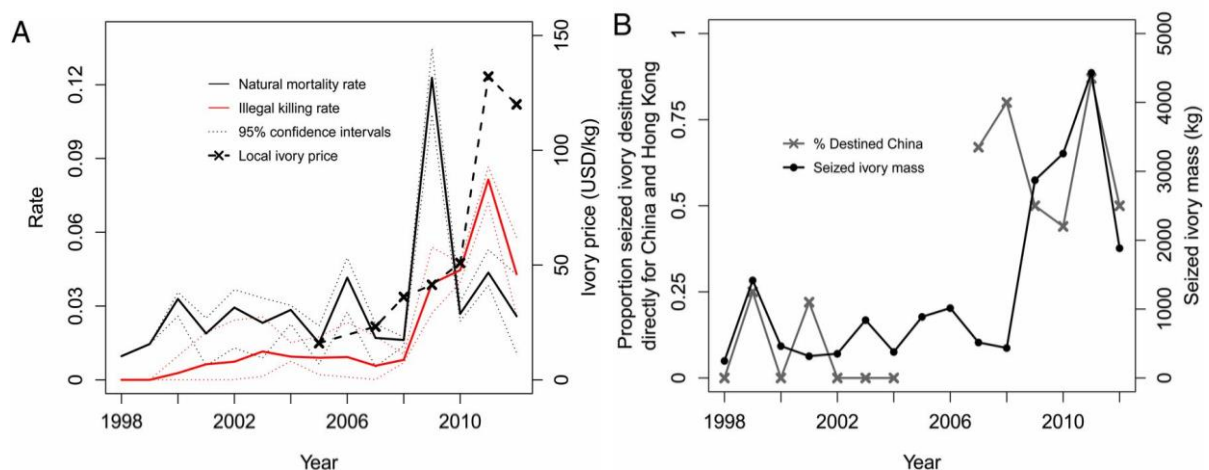 A
Rate
0.12
0.09
0.06
0.03
0
Natural mortality rate
Illegal killing rate
95% confidence intervals
Local ivory price
150
100
50
0
Ivory price (USD/kg)
1998
2002
2006
2010
Year
B
Proportion seized ivory desitned
directly for China and Hong Kong
1
0.75
0.5
0.25
0
% Destined China
Seized ivory mass
5000
4000
3000
2000
1000
0
Seized ivory mass (kg)
1998
2002
2006
2010
Year